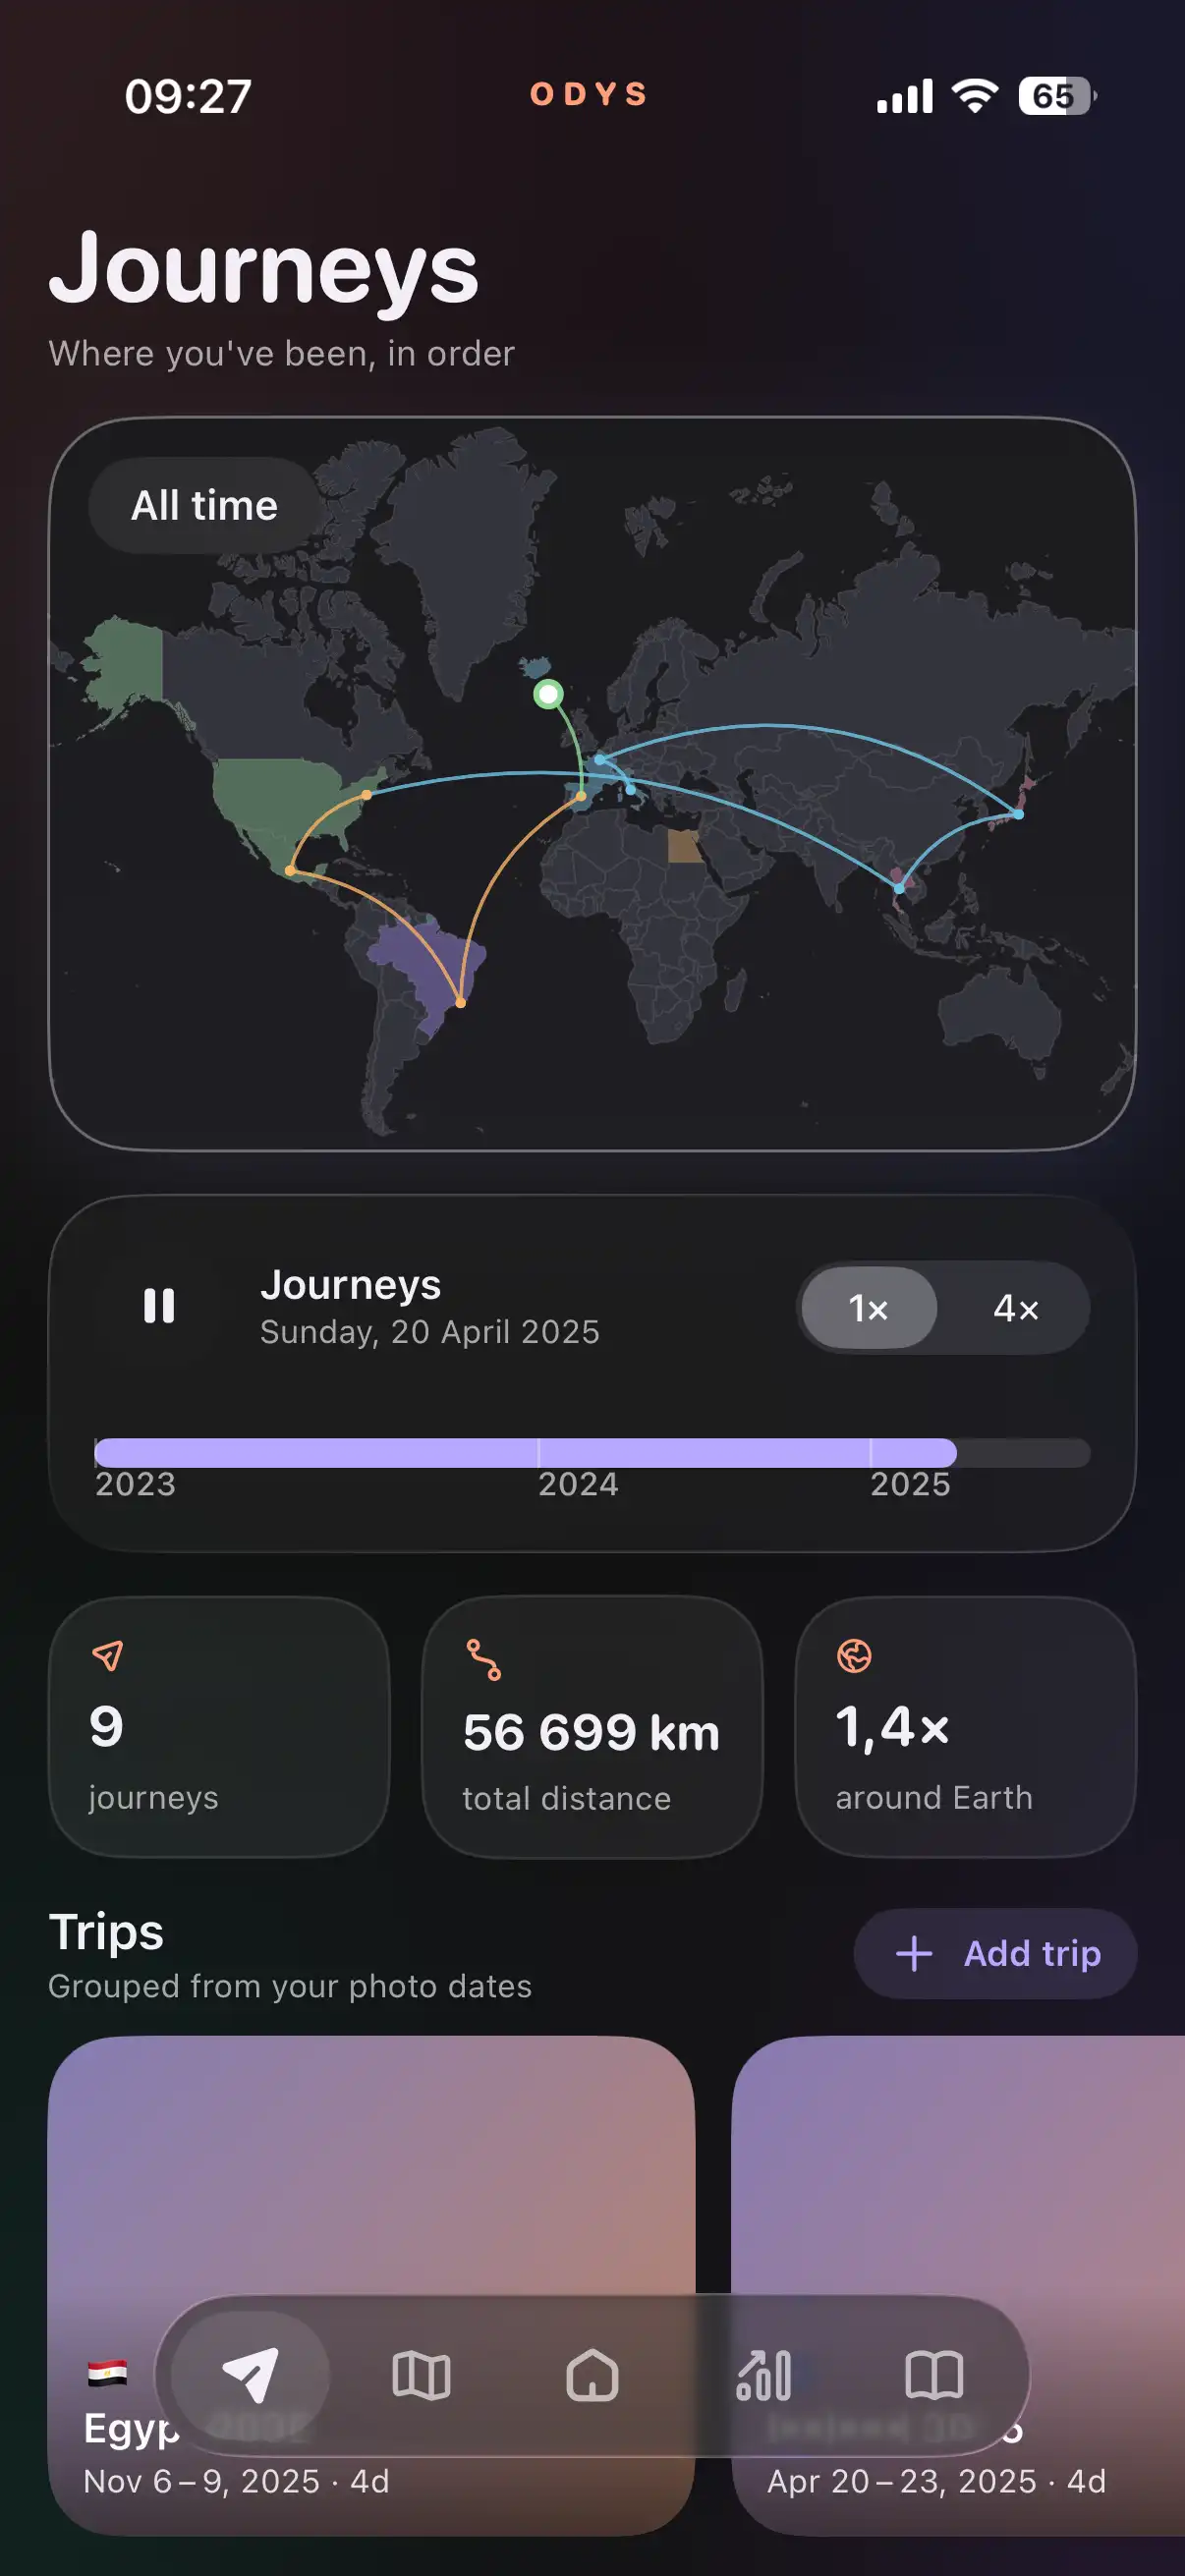 09:27
ODYS
65
Journeys
Where you've been, in order
All time
Journeys
Sunday, 20 April 2025
1×
4×
2023
2024
2025
9
journeys
56 699 km
total distance
1,4×
around Earth
Trips
Grouped from your photo dates
Add trip
Nov 6 – 9, 2025 · 4d
Apr 20 – 23, 2025 · 4d